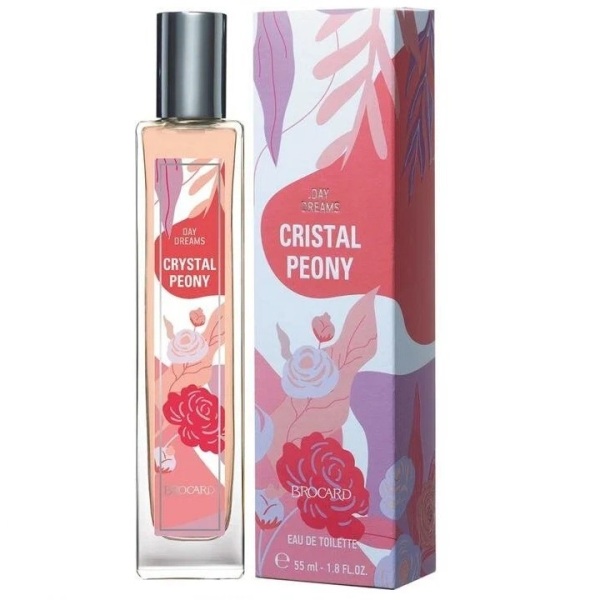 DAY
DREAMS
CRYSTAL
PEONY
BROCARD
DAY
DREAMS
CRISTAL
PEONY
BROCARD
EAU DE TOILETTE
℮ 55 ml - 1.8 FL.OZ.